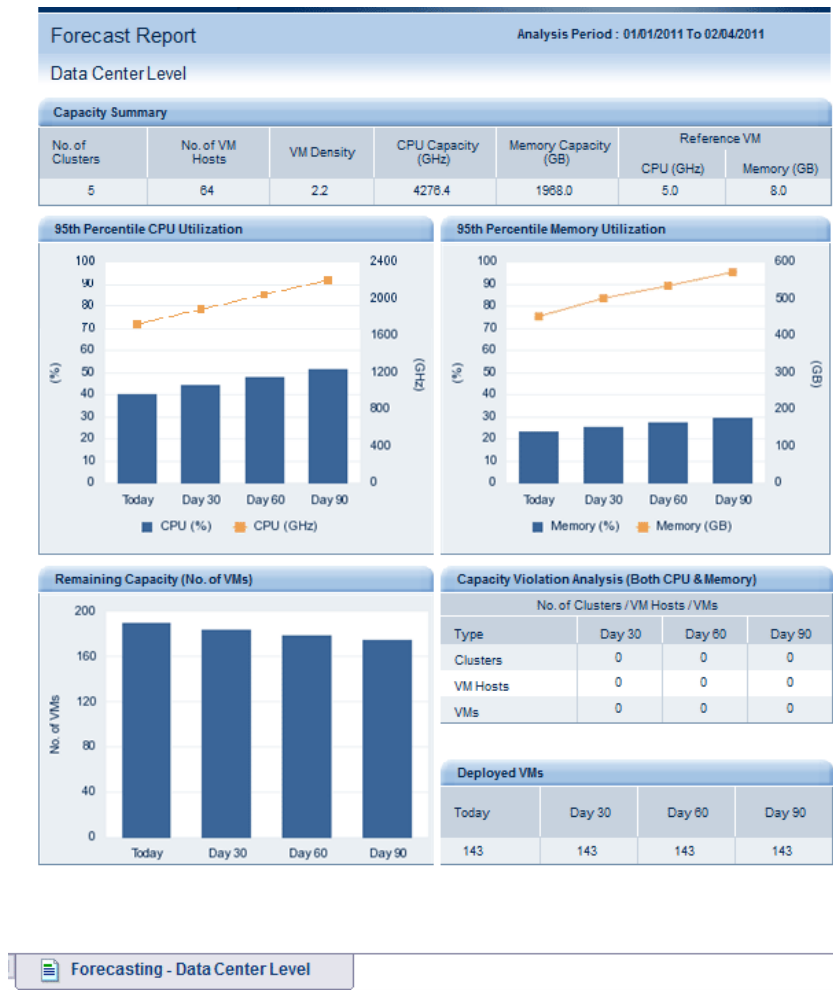 Forecast Report
Analysis Period : 01/01/2011 To 02/04/2011
Data Center Level
Capacity Summary
No. of Clusters
No. of VM Hosts
VM Density
CPU Capacity (GHz)
Memory Capacity (GB)
Reference VM
CPU (GHz)
Memory (GB)
5 64 2.2 4276.4 1968.0 5.0 8.0
95th Percentile CPU Utilization
100
90
80
70
60
50
40
30
20
10
0
(%)
2400
2000
1600
1200
800
400
0
(GHz)
Today Day 30 Day 60 Day 90
CPU (%) CPU (GHz)
95th Percentile Memory Utilization
100
90
80
70
60
50
40
30
20
10
0
(%)
600
500
400
300
200
100
0
(GB)
Today Day 30 Day 60 Day 90
Memory (%) Memory (GB)
Remaining Capacity (No. of VMs)
200
160
120
80
40
0
No. of VMs
Today Day 30 Day 60 Day 90
Capacity Violation Analysis (Both CPU & Memory)
No. of Clusters / VM Hosts / VMs
Type Day 30 Day 60 Day 90
Clusters 0 0 0
VM Hosts 0 0 0
VMs 0 0 0
Deployed VMs
Today Day 30 Day 60 Day 90
143 143 143 143
Forecasting - Data Center Level